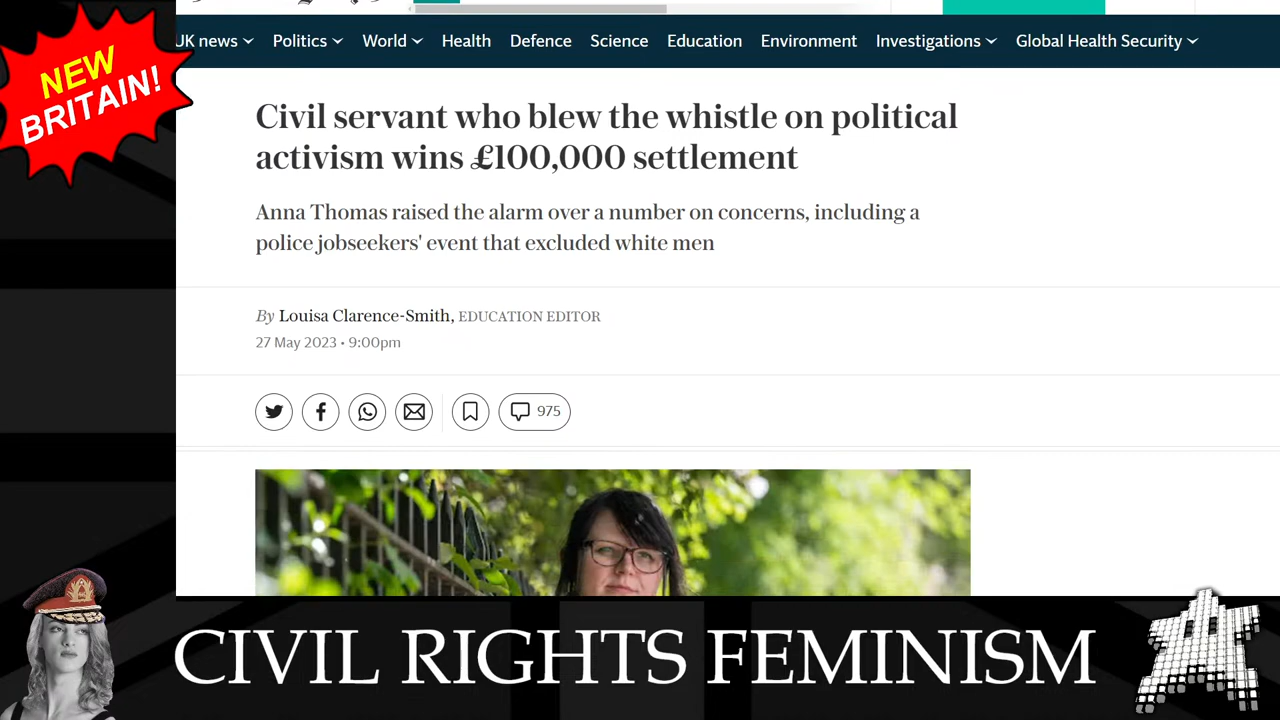 NEW
BRITAIN!
UK news Politics World Health Defence Science Education Environment Investigations Global Health Security
Civil servant who blew the whistle on political
activism wins £100,000 settlement
Anna Thomas raised the alarm over a number on concerns, including a
police jobseekers' event that excluded white men
By Louisa Clarence-Smith, EDUCATION EDITOR
27 May 2023 • 9:00pm
975
CIVIL RIGHTS FEMINISM